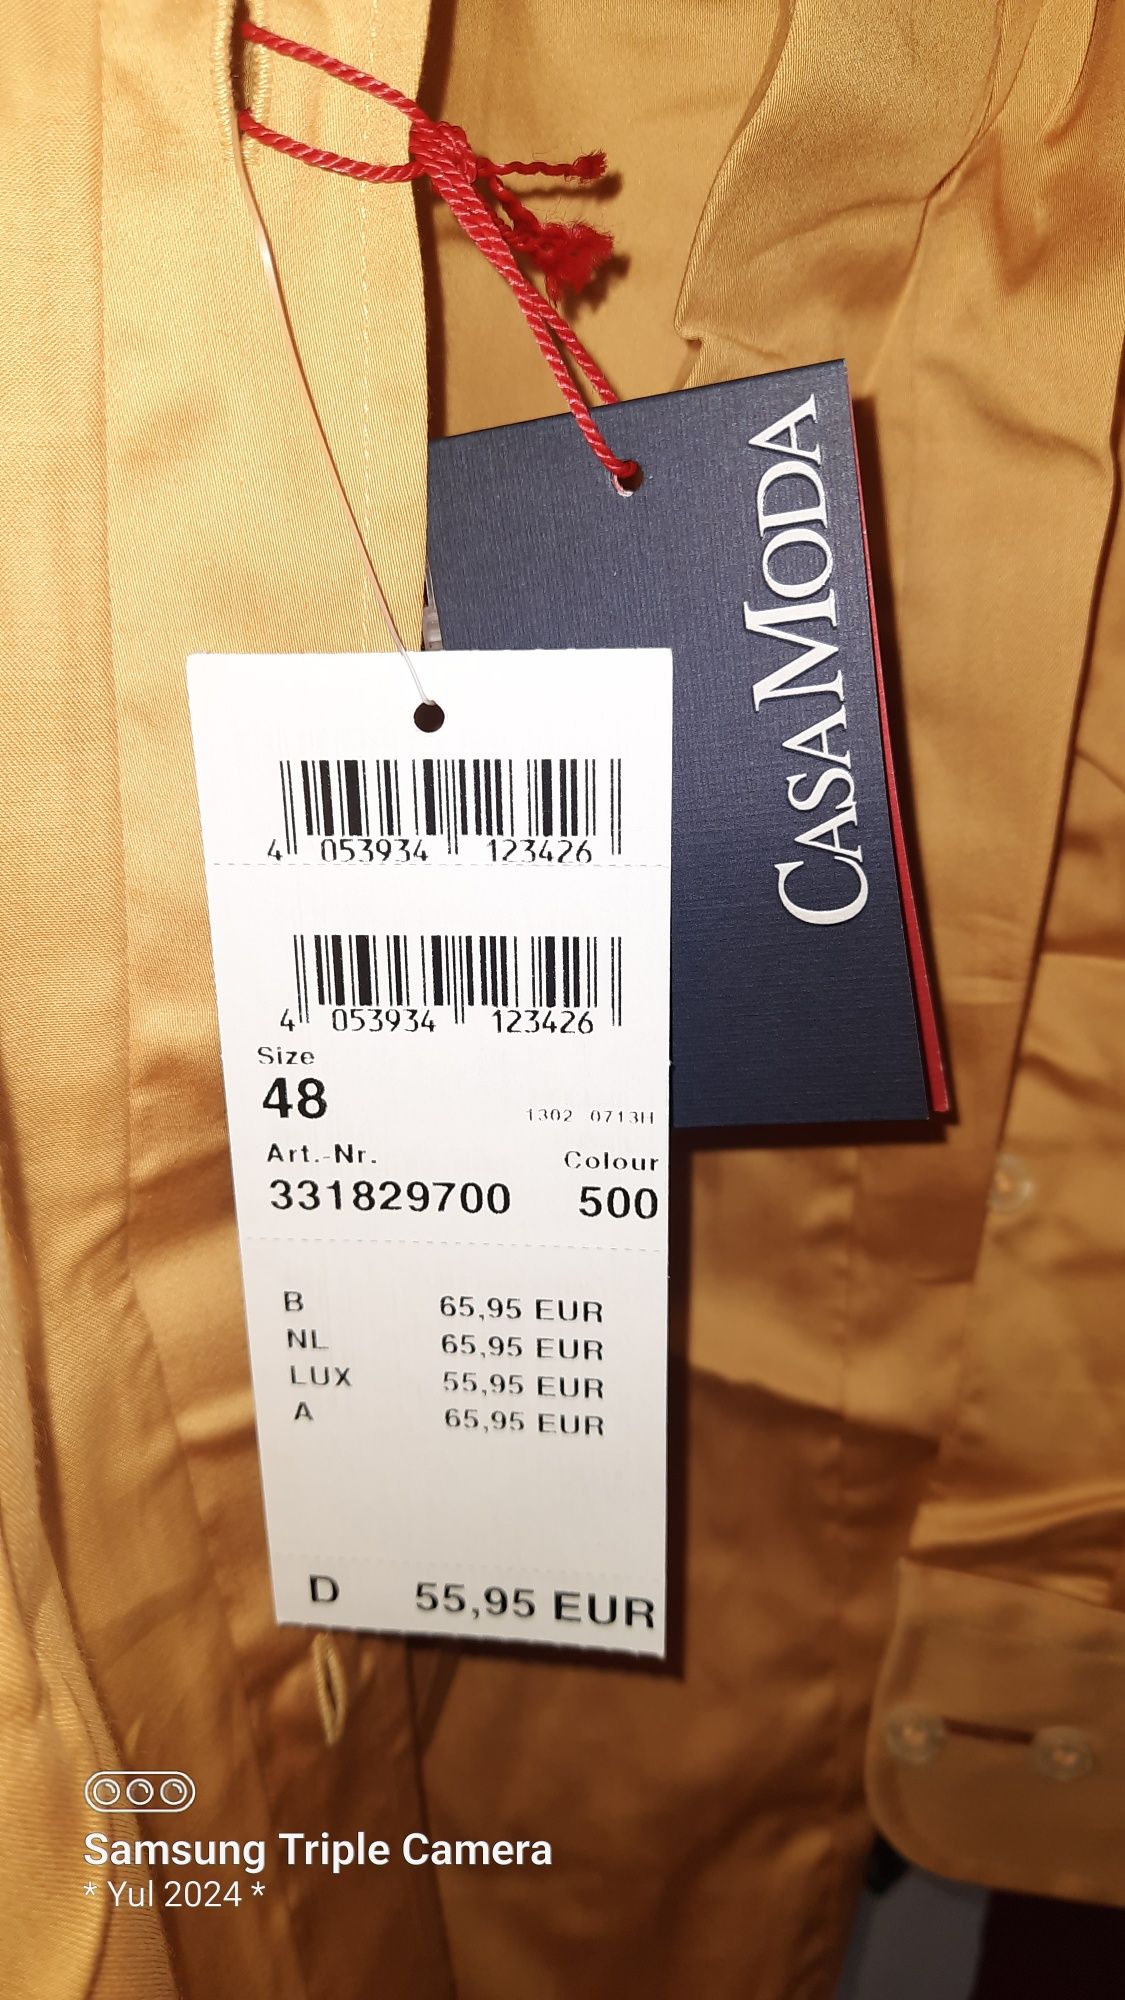 CASAMODA
4 053934 123426
4 053934 123426
Size
48
1302 0713H
Art.-Nr. Colour
331829700 500
B 65,95 EUR
NL 65,95 EUR
LUX 55,95 EUR
A 65,95 EUR
D 55,95 EUR
Samsung Triple Camera
* Yul 2024 *